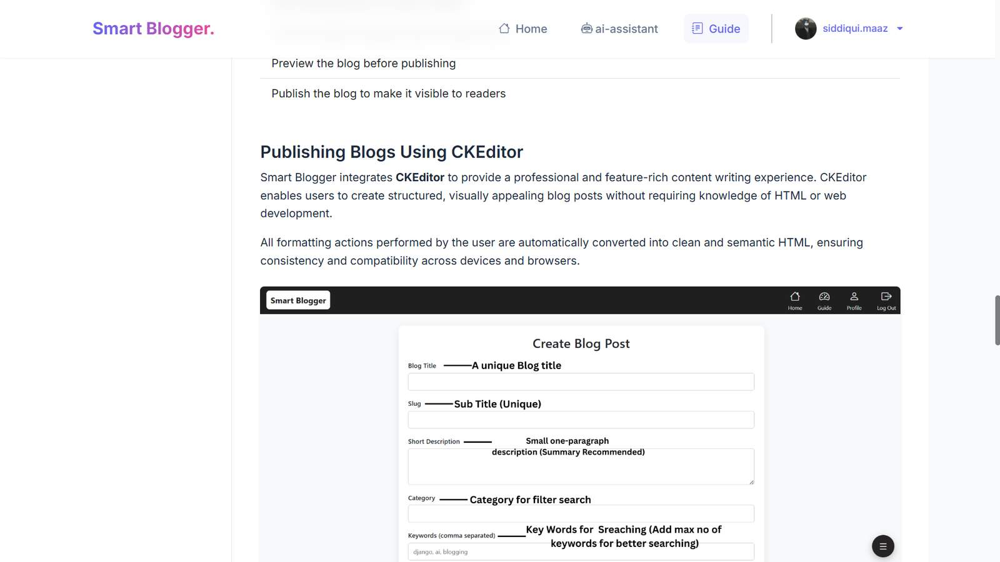 Smart Blogger.
Home
ai-assistant
Guide
siddiqui.maaz
Preview the blog before publishing
Publish the blog to make it visible to readers
Publishing Blogs Using CKEditor
Smart Blogger integrates CKEditor to provide a professional and feature-rich content writing experience. CKEditor
enables users to create structured, visually appealing blog posts without requiring knowledge of HTML or web
development.
All formatting actions performed by the user are automatically converted into clean and semantic HTML, ensuring
consistency and compatibility across devices and browsers.
Smart Blogger
Home
Guide
Profile
Log Out
Create Blog Post
Blog Title
A unique Blog title
Slug
Sub Title (Unique)
Short Description
Small one-paragraph
description (Summary Recommended)
Category
Category for filter search
Keywords (comma separated)
Key Words for Sreaching (Add max no of
keywords for better searching)
django, ai, blogging